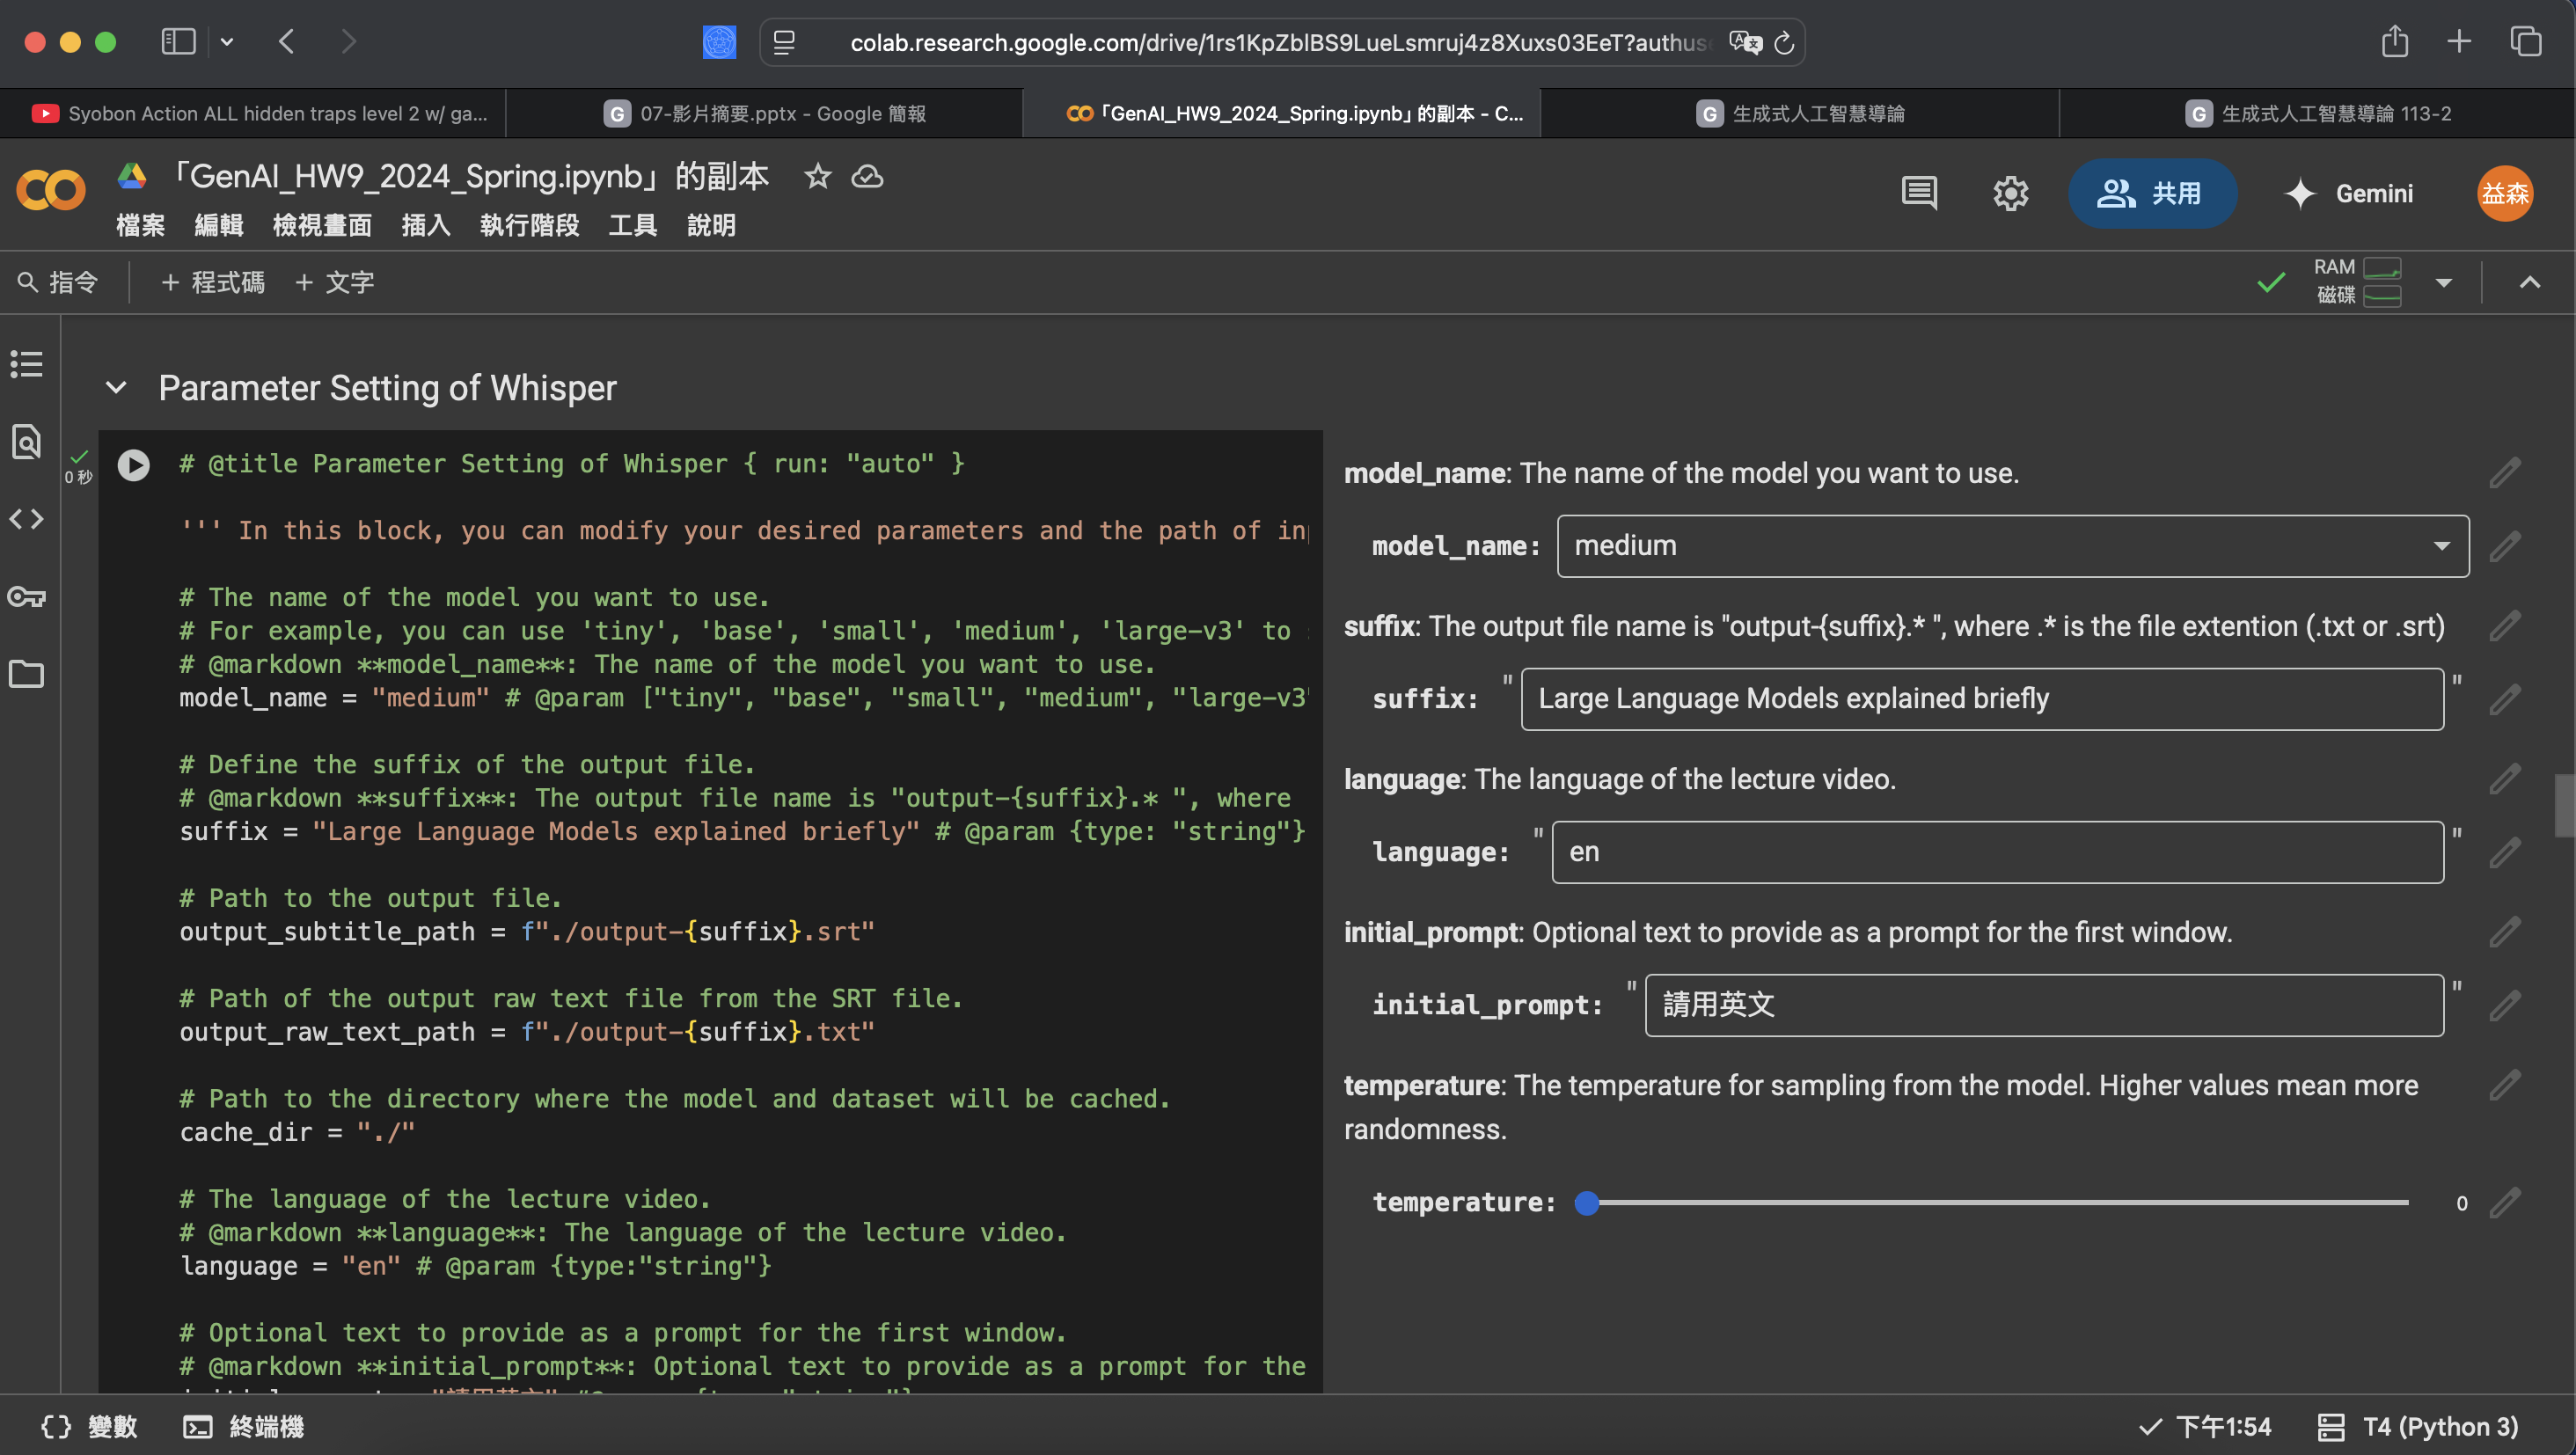 colab.research.google.com/drive/1rs1KpZblBS9LueLsmruj4z8Xuxs03EeT?authus
Syobon Action ALL hidden traps level 2 w/ ga...
07-影片摘要.pptx - Google 簡報
「GenAI_HW9_2024_Spring.ipynb」的副本 - C...
生成式人工智慧導論
生成式人工智慧導論 113-2
「GenAI_HW9_2024_Spring.ipynb」的副本
共用
Gemini
益森
檔案 編輯 檢視畫面 插入 執行階段 工具 說明
指令 + 程式碼 + 文字
RAM
磁碟
Parameter Setting of Whisper
0 秒
# @title Parameter Setting of Whisper { run: "auto" }
''' In this block, you can modify your desired parameters and the path of in
# The name of the model you want to use.
# For example, you can use 'tiny', 'base', 'small', 'medium', 'large-v3' to
# @markdown **model_name**: The name of the model you want to use.
model_name = "medium" # @param ["tiny", "base", "small", "medium", "large-v3"
# Define the suffix of the output file.
# @markdown **suffix**: The output file name is "output-{suffix}.* ", where
suffix = "Large Language Models explained briefly" # @param {type: "string"}
# Path to the output file.
output_subtitle_path = f"./output-{suffix}.srt"
# Path of the output raw text file from the SRT file.
output_raw_text_path = f"./output-{suffix}.txt"
# Path to the directory where the model and dataset will be cached.
cache_dir = "./"
# The language of the lecture video.
# @markdown **language**: The language of the lecture video.
language = "en" # @param {type:"string"}
# Optional text to provide as a prompt for the first window.
# @markdown **initial_prompt**: Optional text to provide as a prompt for the
model_name: The name of the model you want to use.
model_name: medium
suffix: The output file name is "output-{suffix}.* ", where .* is the file extention (.txt or .srt)
suffix: " Large Language Models explained briefly "
language: The language of the lecture video.
language: " en "
initial_prompt: Optional text to provide as a prompt for the first window.
initial_prompt: " 請用英文 "
temperature: The temperature for sampling from the model. Higher values mean more
randomness.
temperature: 0
{} 變數 終端機
下午1:54 T4 (Python 3)